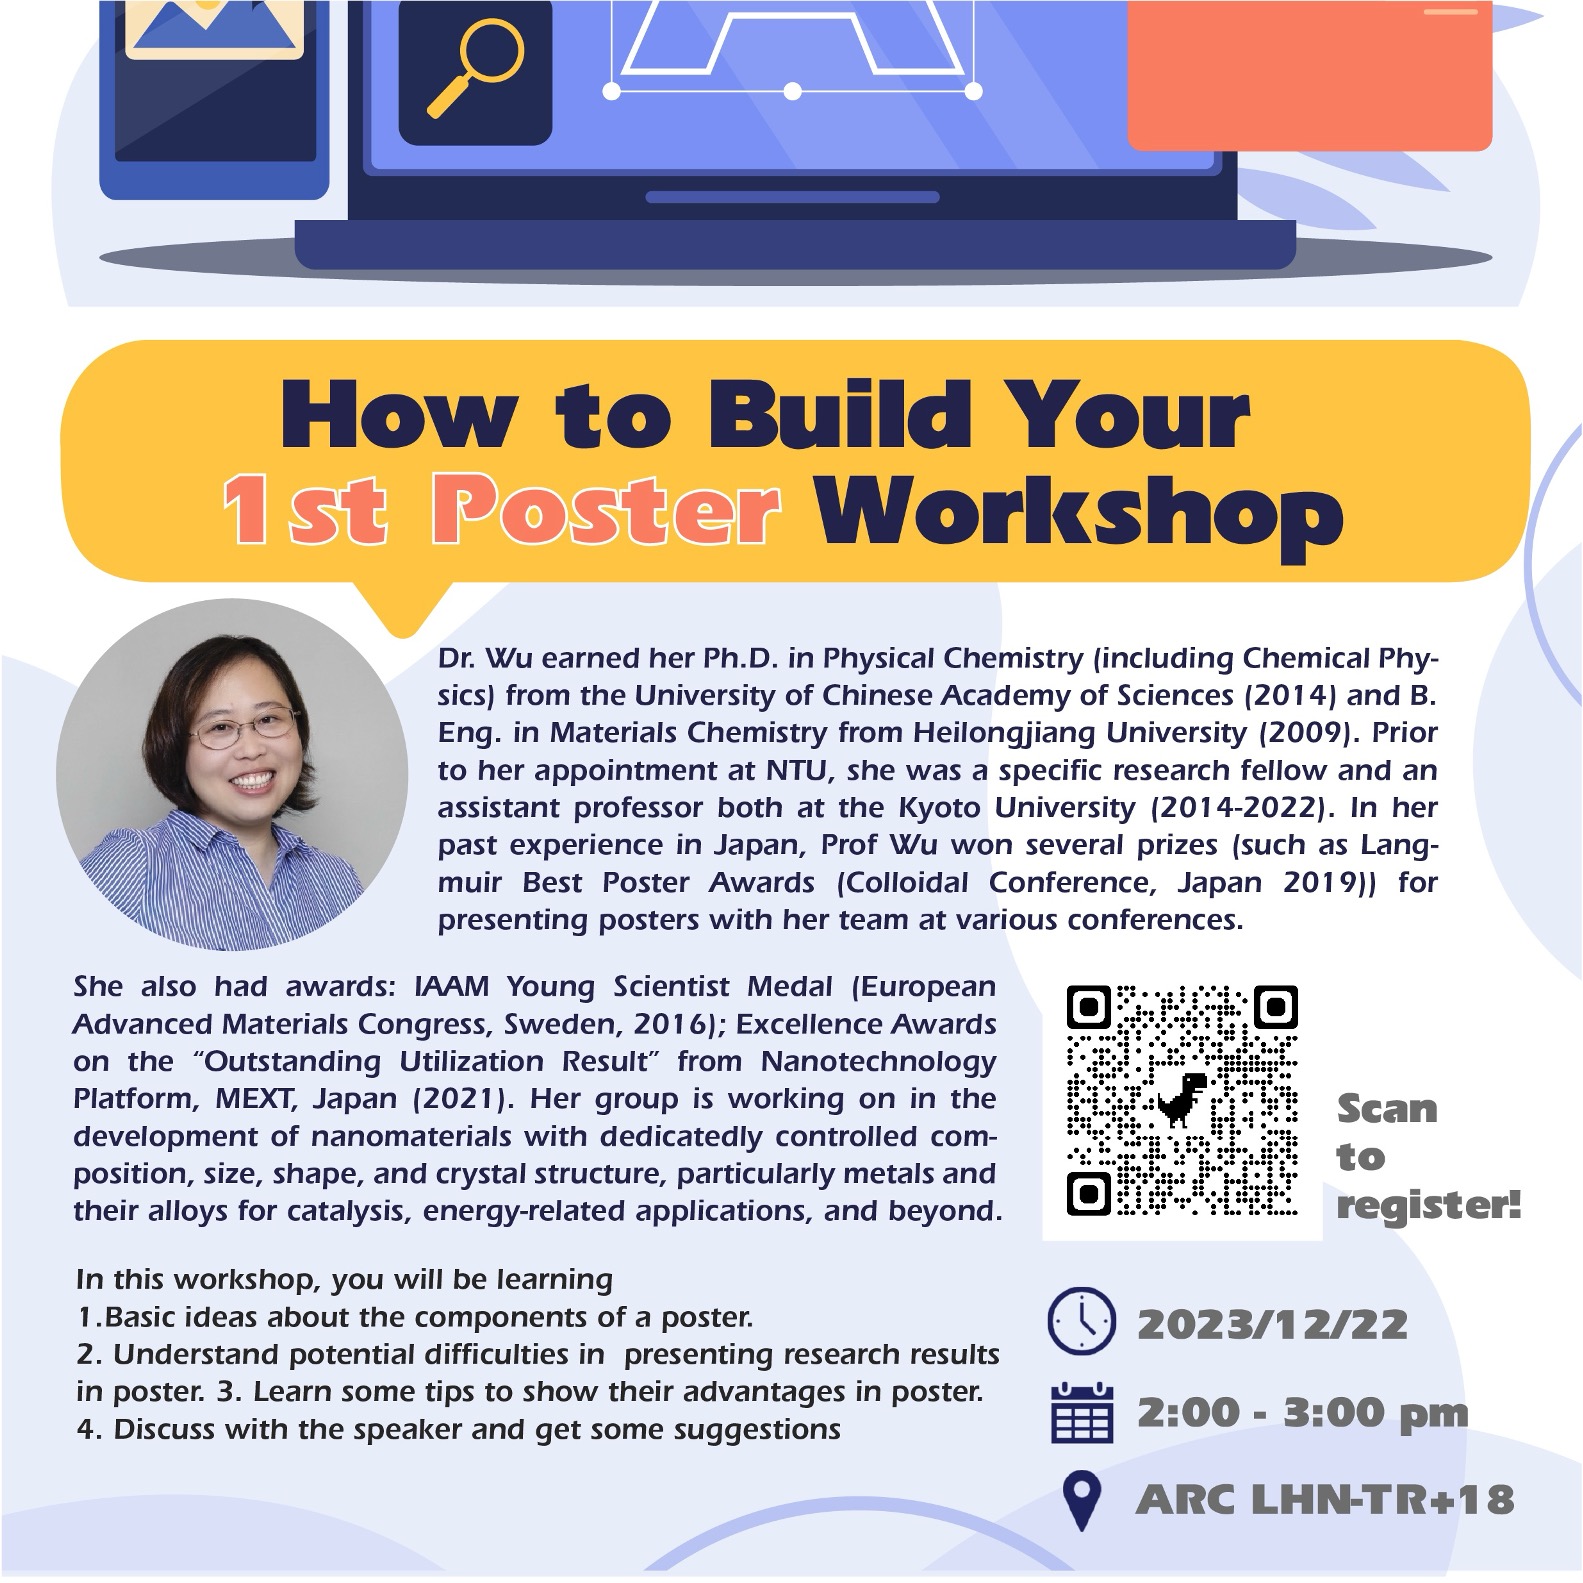 How to Build Your
1st Poster Workshop
Dr. Wu earned her Ph.D. in Physical Chemistry (including Chemical Phy-
sics) from the University of Chinese Academy of Sciences (2014) and B.
Eng. in Materials Chemistry from Heilongjiang University (2009). Prior
to her appointment at NTU, she was a specific research fellow and an
assistant professor both at the Kyoto University (2014-2022). In her
past experience in Japan, Prof Wu won several prizes (such as Lang-
muir Best Poster Awards (Colloidal Conference, Japan 2019)) for
presenting posters with her team at various conferences.
She also had awards: IAAM Young Scientist Medal (European
Advanced Materials Congress, Sweden, 2016); Excellence Awards
on the “Outstanding Utilization Result” from Nanotechnology
Platform, MEXT, Japan (2021). Her group is working on in the
development of nanomaterials with dedicatedly controlled com-
position, size, shape, and crystal structure, particularly metals and
their alloys for catalysis, energy-related applications, and beyond.
Scan
to
register!
In this workshop, you will be learning
1.Basic ideas about the components of a poster.
2. Understand potential difficulties in presenting research results
in poster. 3. Learn some tips to show their advantages in poster.
4. Discuss with the speaker and get some suggestions
2023/12/22
2:00 - 3:00 pm
ARC LHN-TR+18